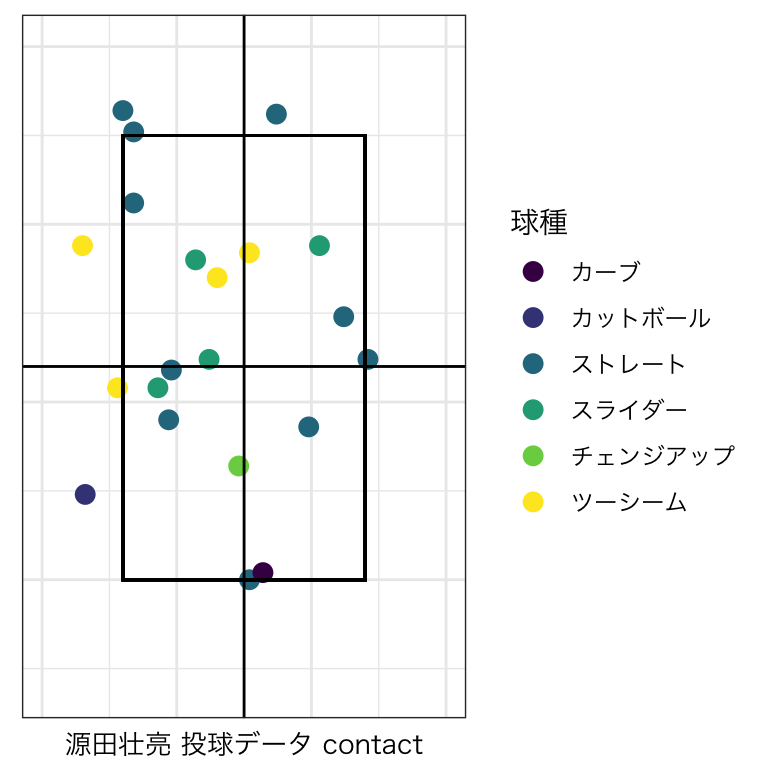 球種
カーブ
カットボール
ストレート
スライダー
チェンジアップ
ツーシーム
源田壮亮 投球データ contact